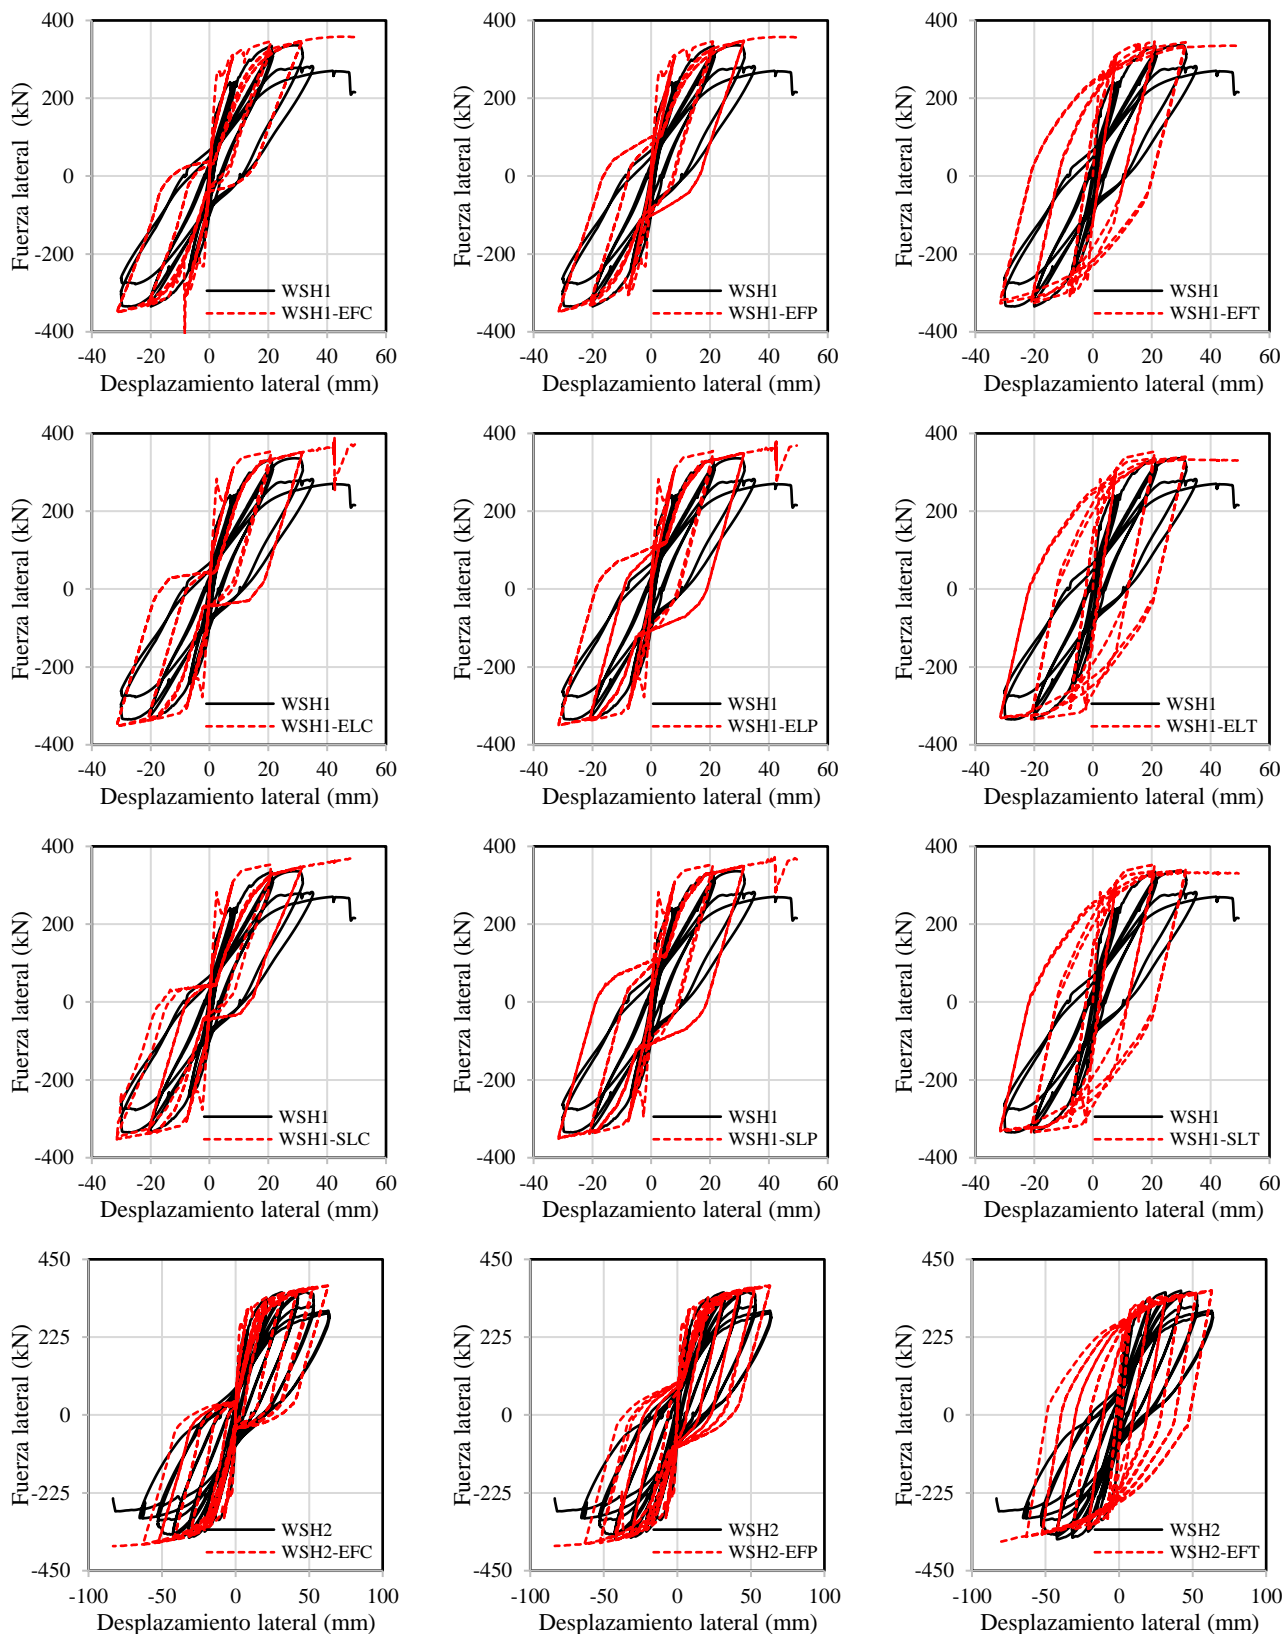 400
200
0
-200
-400
-40 -20 0 20 40 60
Fuerza lateral (kN)
Desplazamiento lateral (mm)
WSH1
WSH1-EFC
400
200
0
-200
-400
-40 -20 0 20 40 60
Fuerza lateral (kN)
Desplazamiento lateral (mm)
WSH1
WSH1-EFP
400
200
0
-200
-400
-40 -20 0 20 40 60
Fuerza lateral (kN)
Desplazamiento lateral (mm)
WSH1
WSH1-EFT
400
200
0
-200
-400
-40 -20 0 20 40 60
Fuerza lateral (kN)
Desplazamiento lateral (mm)
WSH1
WSH1-ELC
400
200
0
-200
-400
-40 -20 0 20 40 60
Fuerza lateral (kN)
Desplazamiento lateral (mm)
WSH1
WSH1-ELP
400
200
0
-200
-400
-40 -20 0 20 40 60
Fuerza lateral (kN)
Desplazamiento lateral (mm)
WSH1
WSH1-ELT
400
200
0
-200
-400
-40 -20 0 20 40 60
Fuerza lateral (kN)
Desplazamiento lateral (mm)
WSH1
WSH1-SLC
400
200
0
-200
-400
-40 -20 0 20 40 60
Fuerza lateral (kN)
Desplazamiento lateral (mm)
WSH1
WSH1-SLP
400
200
0
-200
-400
-40 -20 0 20 40 60
Fuerza lateral (kN)
Desplazamiento lateral (mm)
WSH1
WSH1-SLT
450
225
0
-225
-450
-100 -50 0 50 100
Fuerza lateral (kN)
Desplazamiento lateral (mm)
WSH2
WSH2-EFC
450
225
0
-225
-450
-100 -50 0 50 100
Fuerza lateral (kN)
Desplazamiento lateral (mm)
WSH2
WSH2-EFP
450
225
0
-225
-450
-100 -50 0 50 100
Fuerza lateral (kN)
Desplazamiento lateral (mm)
WSH2
WSH2-EFT